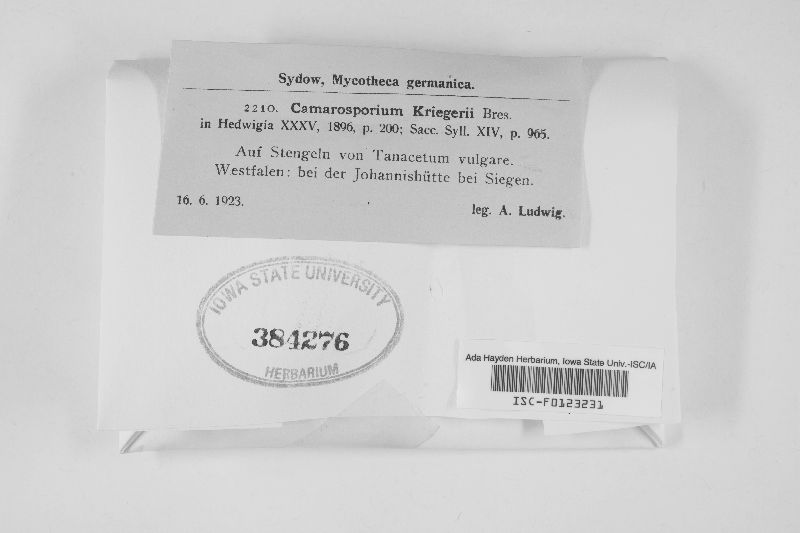 Sydow, Mycotheca germanica.
2210. Camarosporium Kriegerii Bres.
in Hedwigia XXXV, 1896, p. 200; Sacc. Syll. XIV, p. 965.
Auf Stengeln von Tanacetum vulgare.
Westfalen: bei der Johannishütte bei Siegen.
16. 6. 1923.
leg. A. Ludwig.
IOWA STATE UNIVERSITY
384276
HERBARIUM
Ada Hayden Herbarium, Iowa State Univ.-ISC/IA
ISC-F0123231